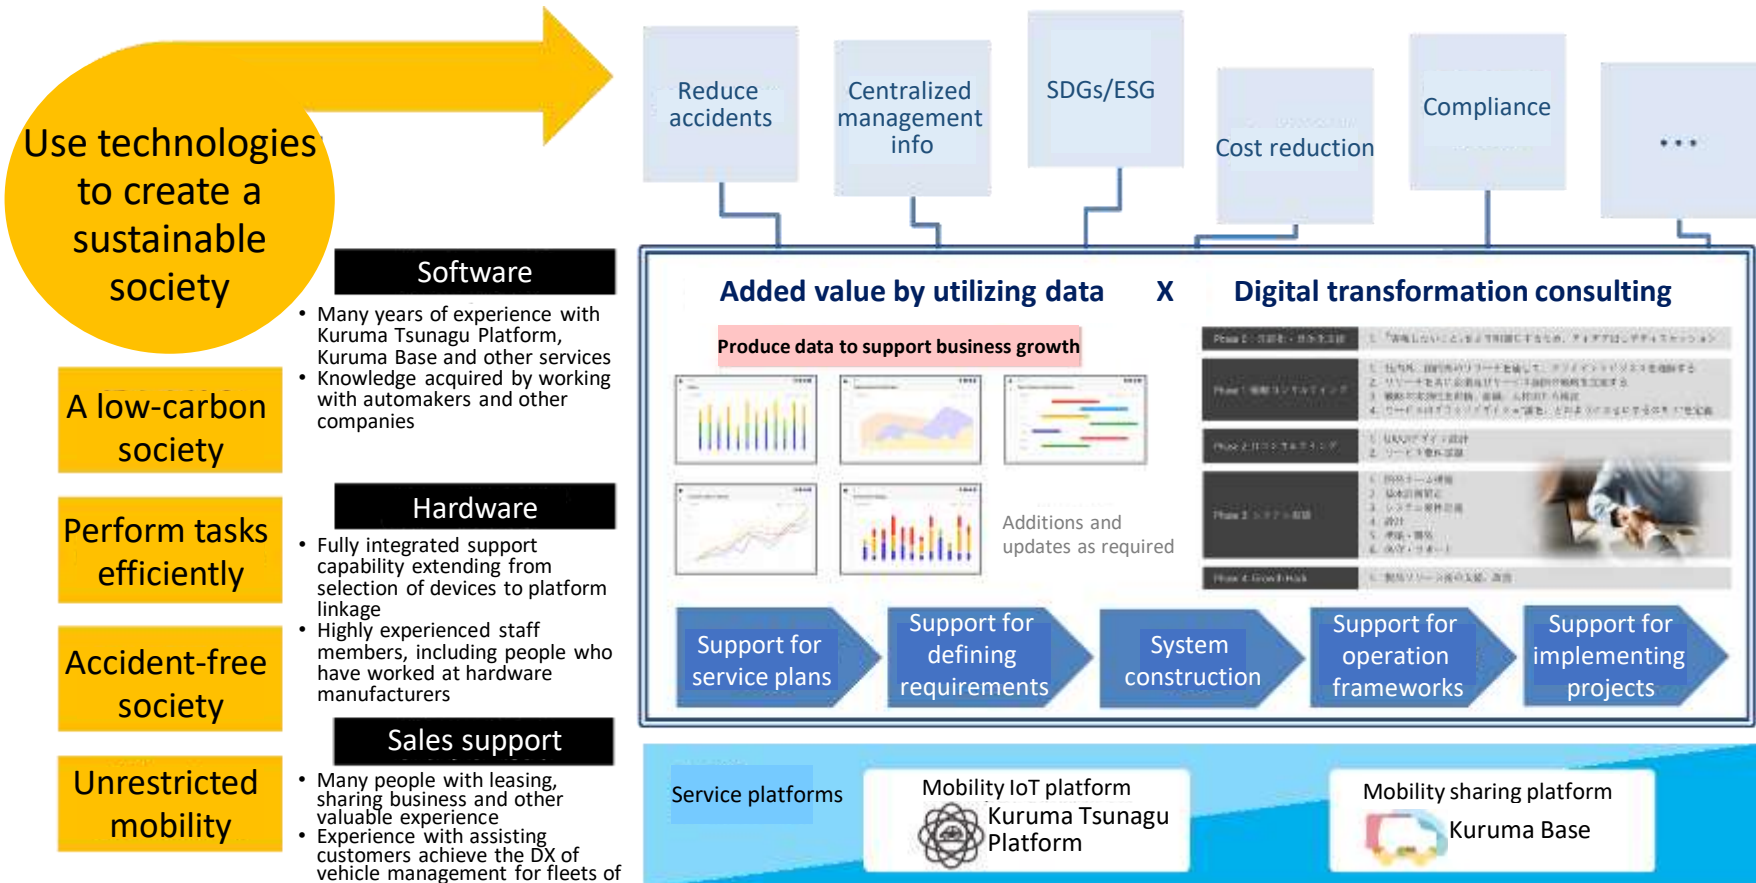 Use technologies
to create a
sustainable
society
A low-carbon
society
Perform tasks
efficiently
Accident-free
society
Unrestricted
mobility
Software
• Many years of experience with
Kuruma Tsunagu Platform,
Kuruma Base and other services
• Knowledge acquired by working
with automakers and other
companies
Hardware
• Fully integrated support
capability extending from
selection of devices to platform
linkage
• Highly experienced staff
members, including people who
have worked at hardware
manufacturers
Sales support
• Many people with leasing,
sharing business and other
valuable experience
• Experience with assisting
customers achieve the DX of
vehicle management for fleets of
Reduce
accidents
Centralized
management
info
SDGs/ESG
Cost reduction
Compliance
...
Added value by utilizing data X Digital transformation consulting
Produce data to support business growth
Additions and
updates as required
Phase 4 Growth Hack
Support for
service plans
Support for
defining
requirements
System
construction
Support for
operation
frameworks
Support for
implementing
projects
Service platforms
Mobility IoT platform
Kuruma Tsunagu
Platform
Mobility sharing platform
Kuruma Base